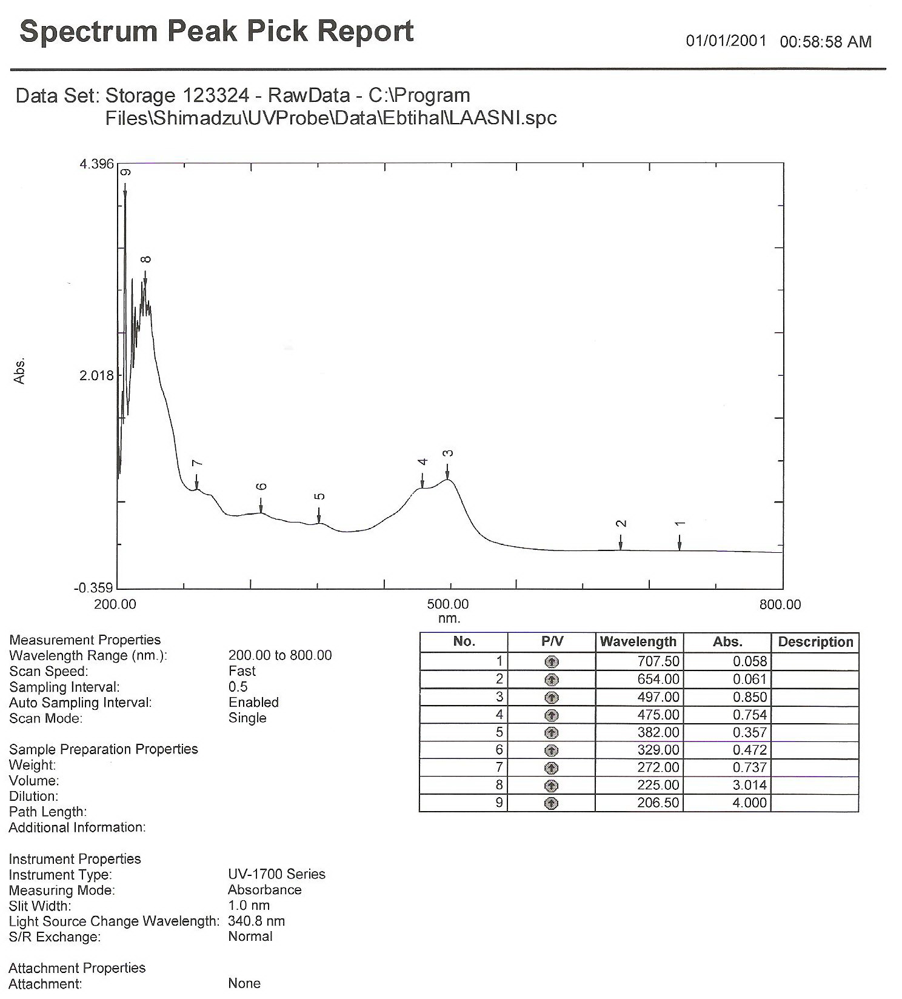 Spectrum Peak Pick Report
01/01/2001 00:58:58 AM
Data Set: Storage 123324 - RawData - C:\Program
Files\Shimadzu\UVProbe\Data\Ebtihal\LAASNI.spc
4.396
9
8
Abs.
2.018
7
6
5
4
3
2
1
-0.359
200.00
500.00
800.00
nm.
Measurement Properties
Wavelength Range (nm.): 200.00 to 800.00
Scan Speed: Fast
Sampling Interval: 0.5
Auto Sampling Interval: Enabled
Scan Mode: Single
Sample Preparation Properties
Weight:
Volume:
Dilution:
Path Length:
Additional Information:
Instrument Properties
Instrument Type: UV-1700 Series
Measuring Mode: Absorbance
Slit Width: 1.0 nm
Light Source Change Wavelength: 340.8 nm
S/R Exchange: Normal
Attachment Properties
Attachment: None
No. P/V Wavelength Abs. Description
1 707.50 0.058
2 654.00 0.061
3 497.00 0.850
4 475.00 0.754
5 382.00 0.357
6 329.00 0.472
7 272.00 0.737
8 225.00 3.014
9 206.50 4.000